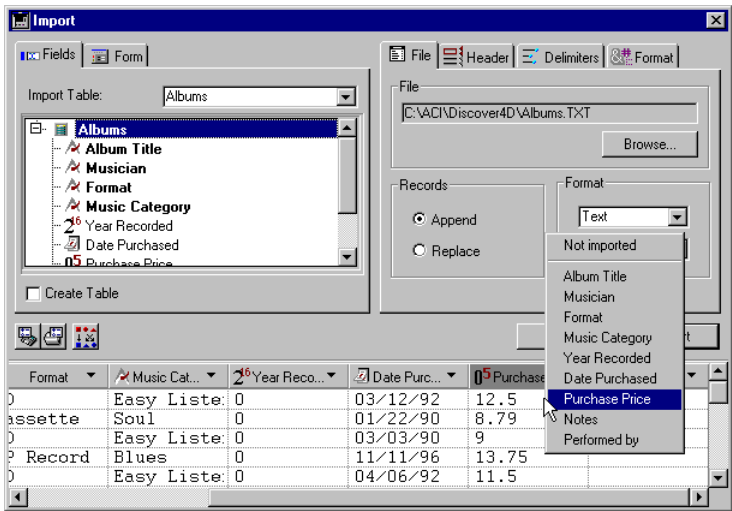 Import
Fields Form
Import Table: Albums
Albums
Album Title
Musician
Format
Music Category
Year Recorded
Date Purchased
Purchase Price
Create Table
File Header Delimiters Format
File
C:\ACI\Discover4D\Albums.TXT
Browse...
Records
Append
Replace
Format
Text
Not imported
Album Title
Musician
Format
Music Category
Year Recorded
Date Purchased
Purchase Price
Notes
Performed by
Format Music Cat... Year Reco... Date Purc... Purchase
Easy Liste 0 03/12/92 12.5
assette Soul 0 01/22/90 8.79
Easy Liste 0 03/03/90 9
P Record Blues 0 11/11/96 13.75
Easy Liste 0 04/06/92 11.5